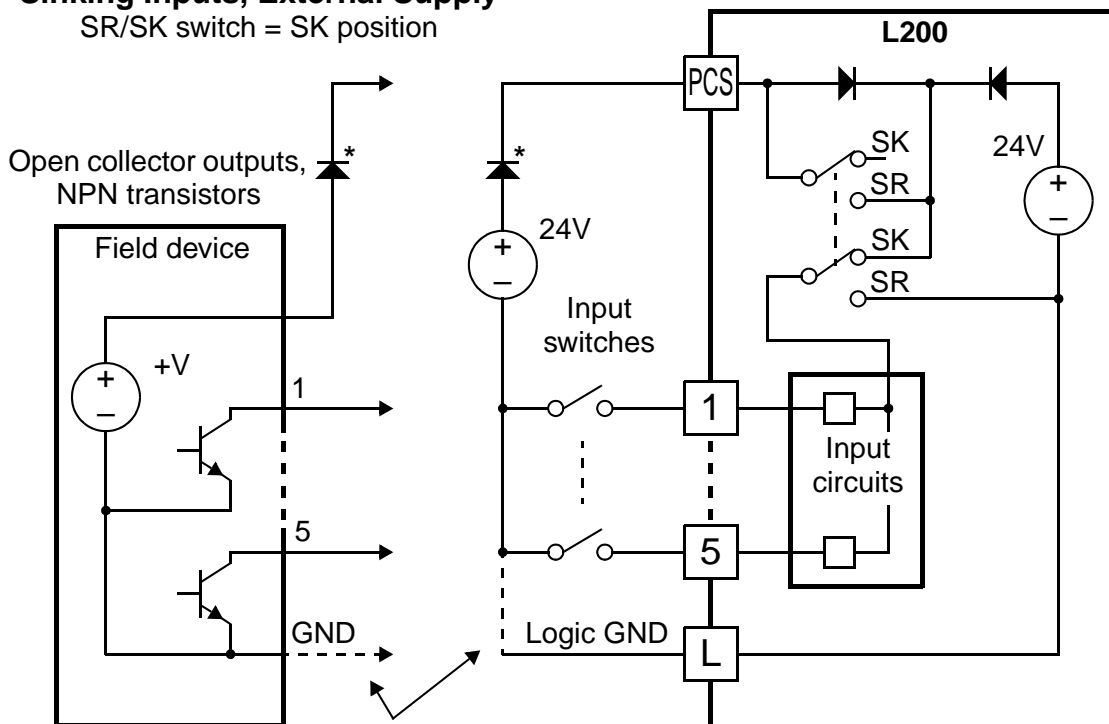 Sinking Inputs, External Supply
SR/SK switch = SK position
L200
PCS
*
*
Open collector outputs,
NPN transistors
SK
SR
24V
+
–
Field device
24V
+
–
SK
SR
Input
switches
+V
+
–
1
1
Input
circuits
5
5
GND
Logic GND
L